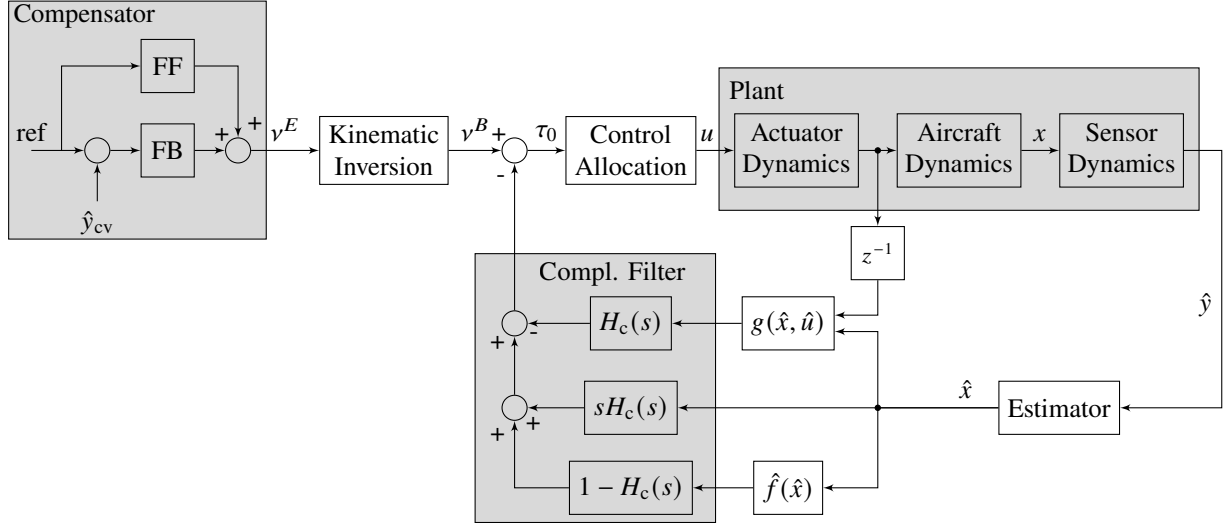 Compensator
FF
ref
FB
+
+
ν^E
ŷ_cv
Kinematic
Inversion
ν^B
+
-
τ_0
Control
Allocation
u
Plant
Actuator
Dynamics
Aircraft
Dynamics
x
Sensor
Dynamics
z^{-1}
ŷ
Compl. Filter
H_c(s)
g(x̂, û)
-
+
sH_c(s)
x̂
Estimator
+
+
1 − H_c(s)
f̂(x̂)